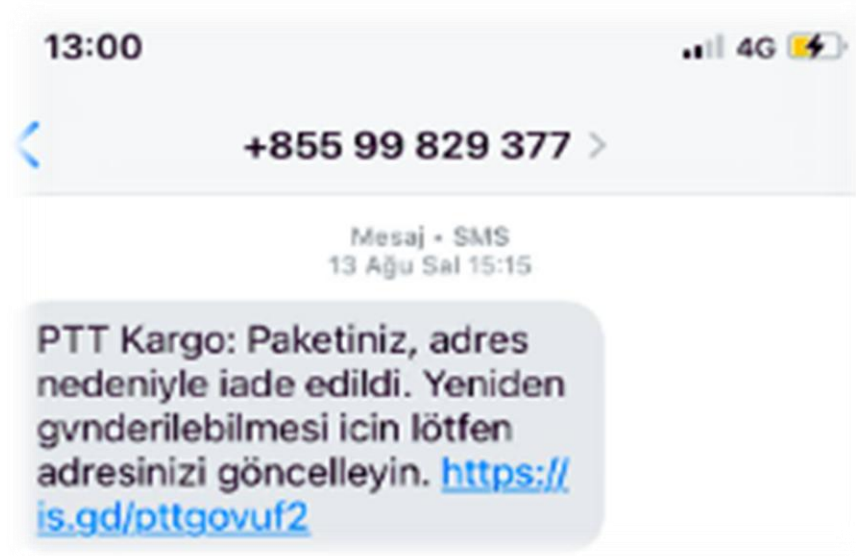 13:00 4G
+855 99 829 377
Mesaj • SMS
13 Ağu Sal 15:15
PTT Kargo: Paketiniz, adres
nedeniyle iade edildi. Yeniden
gvnderilebilmesi icin lötfen
adresinizi göncelleyin. https://
is.gd/pttgovuf2